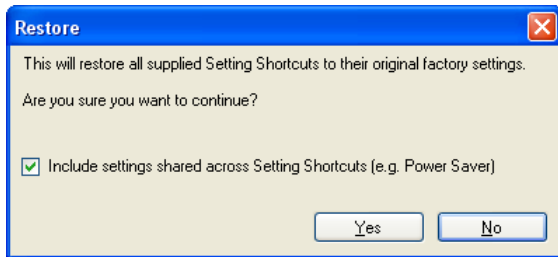 Restore
This will restore all supplied Setting Shortcuts to their original factory settings.
Are you sure you want to continue?
Include settings shared across Setting Shortcuts (e.g. Power Saver)
Yes No